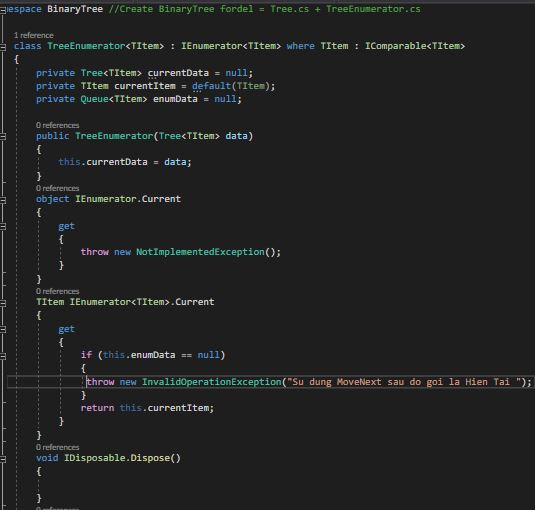 espace BinaryTree //Create BinaryTree fordel = Tree.cs + TreeEnumerator.cs
1 reference
class TreeEnumerator<TItem> : IEnumerator<TItem> where TItem : IComparable<TItem>
{
private Tree<TItem> currentData = null;
private TItem currentItem = default(TItem);
private Queue<TItem> enumData = null;
0 references
public TreeEnumerator(Tree<TItem> data)
{
this.currentData = data;
}
0 references
object IEnumerator.Current
{
get
{
throw new NotImplementedException();
}
}
0 references
TItem IEnumerator<TItem>.Current
{
get
{
if (this.enumData == null)
{
throw new InvalidOperationException("Su dung MoveNext sau do goi la Hien Tai ");
}
return this.currentItem;
}
}
0 references
void IDisposable.Dispose()
{
}